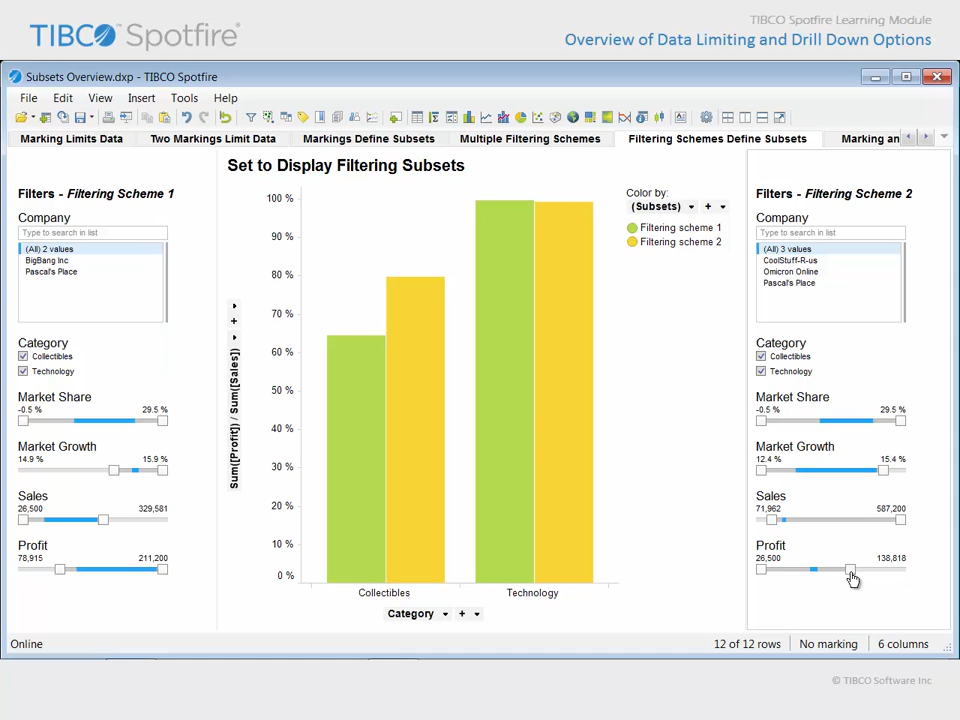 TIBCO Spotfire Learning Module
TIBCO™ Spotfire®
Overview of Data Limiting and Drill Down Options
Subsets Overview.dxp - TIBCO Spotfire
File Edit View Insert Tools Help
Marking Limits Data Two Markings Limit Data Markings Define Subsets Multiple Filtering Schemes Filtering Schemes Define Subsets Marking an
Set to Display Filtering Subsets
Filters - Filtering Scheme 1
Company
Type to search in list
(All) 2 values
BigBang Inc
Pascal's Place
Category
Collectibles
Technology
Market Share
-0.5 % 29.5 %
Market Growth
14.9 % 15.9 %
Sales
26,500 329,581
Profit
78,915 211,200
Sum([Profit]) / Sum([Sales])
+
100 %
90 %
80 %
70 %
60 %
50 %
40 %
30 %
20 %
10 %
0 %
Collectibles Technology
Category +
Color by:
(Subsets) +
Filtering scheme 1
Filtering scheme 2
Filters - Filtering Scheme 2
Company
Type to search in list
(All) 3 values
CoolStuff-R-us
Omicron Online
Pascal's Place
Category
Collectibles
Technology
Market Share
-0.5 % 29.5 %
Market Growth
12.4 % 15.4 %
Sales
71,962 587,200
Profit
26,500 138,818
Online 12 of 12 rows No marking 6 columns
© TIBCO Software Inc